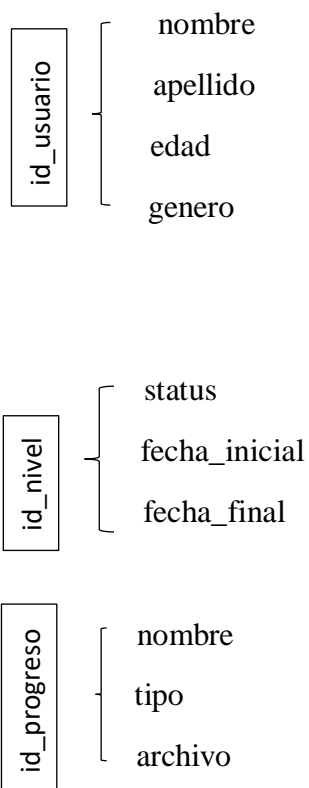 id_usuario
nombre
apellido
edad
genero
id_nivel
status
fecha_inicial
fecha_final
id_progreso
nombre
tipo
archivo